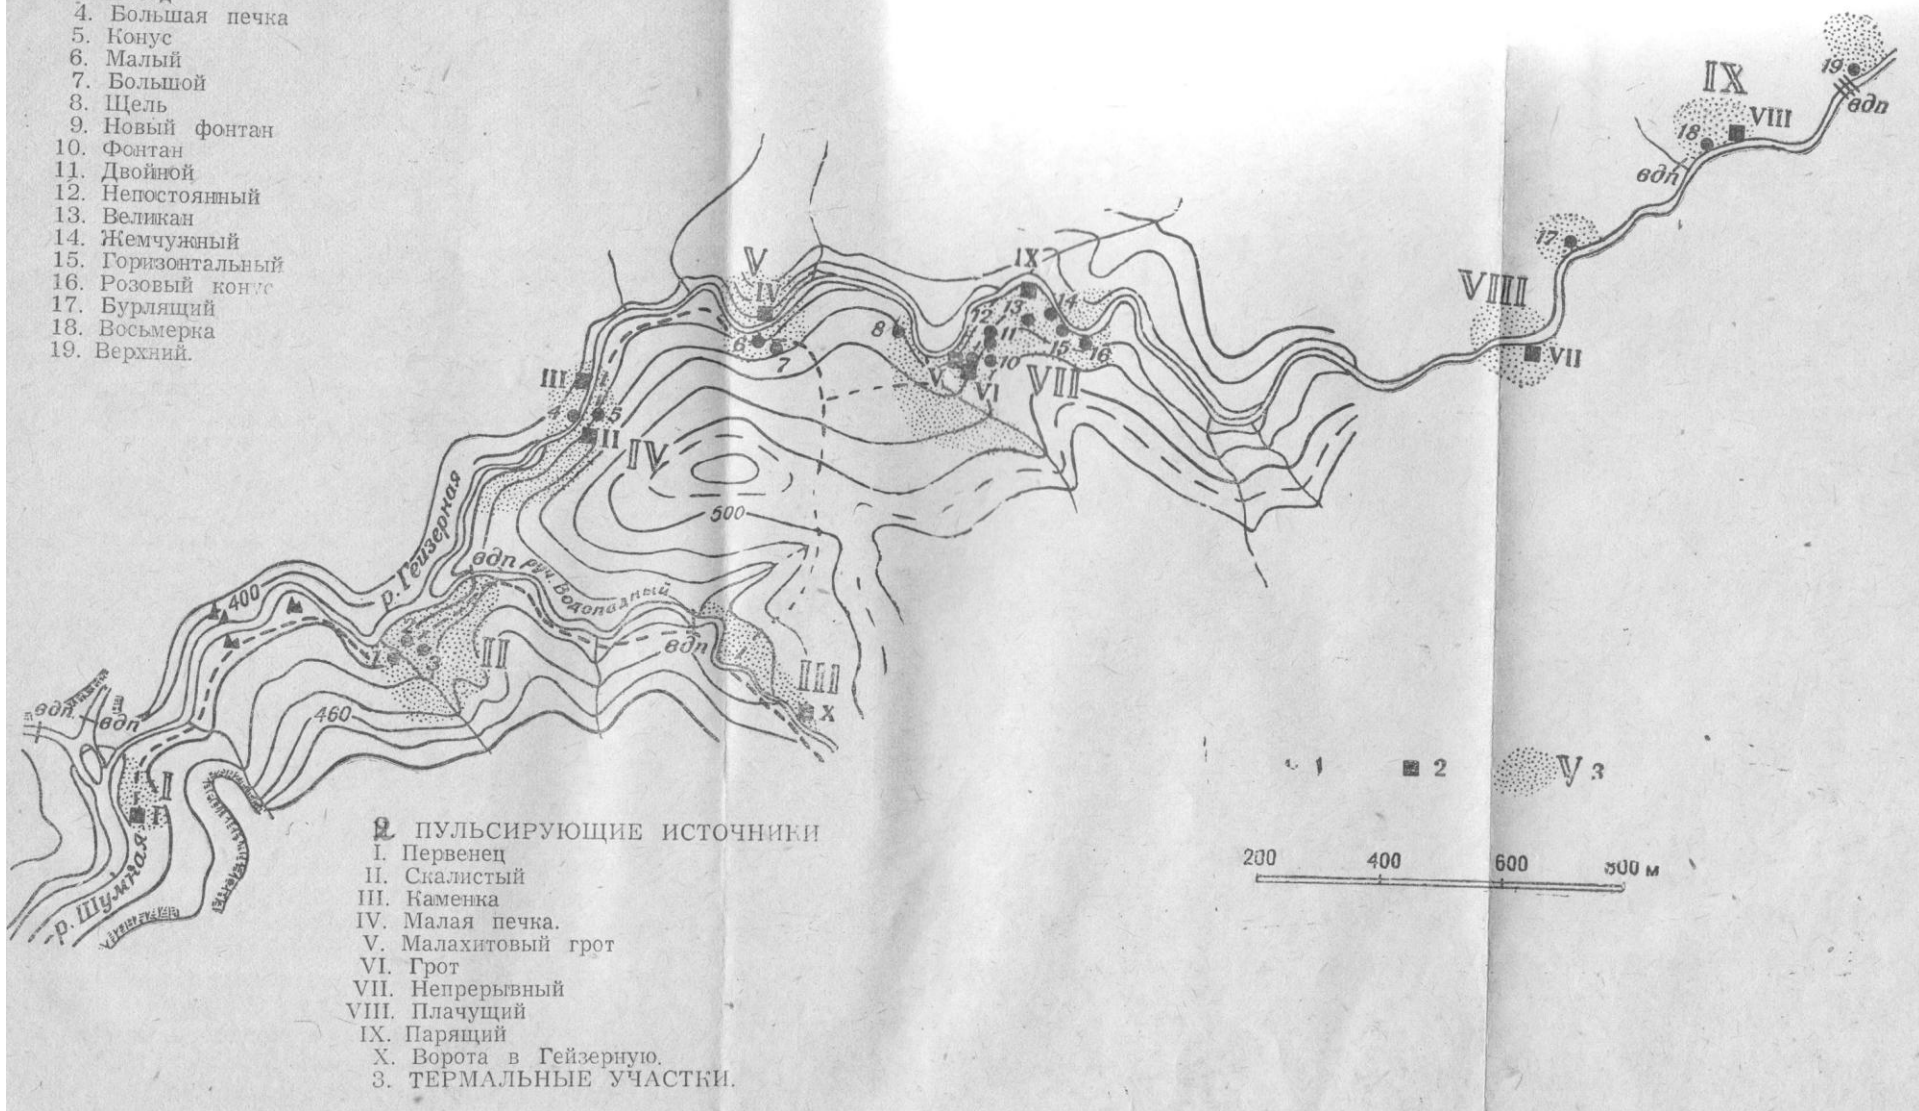 4. Большая печка
5. Конус
6. Малый
7. Большой
8. Щель
9. Новый фонтан
10. Фонтан
11. Двойной
12. Непостоянный
13. Великан
14. Жемчужный
15. Горизонтальный
16. Розовый конус
17. Бурлящий
18. Восьмерка
19. Верхний.
19
вдп
IX
VIII
18
вдп
17
VIII
VII
V
IV
6
7
8
IX
14
13
12
11
15
16
10
V
VI
VII
III
4
5
II
IV
500
р. Гейзерная
вдп
руч. Водопадный
400
2
1
3
II
вдп
III
X
460
вдп
вдп
I
I
р. Шумная
1
2
V 3
200 400 600 800 м
2. ПУЛЬСИРУЮЩИЕ ИСТОЧНИКИ
I. Первенец
II. Скалистый
III. Каменка
IV. Малая печка.
V. Малахитовый грот
VI. Грот
VII. Непрерывный
VIII. Плачущий
IX. Парящий
X. Ворота в Гейзерную.
3. ТЕРМАЛЬНЫЕ УЧАСТКИ.